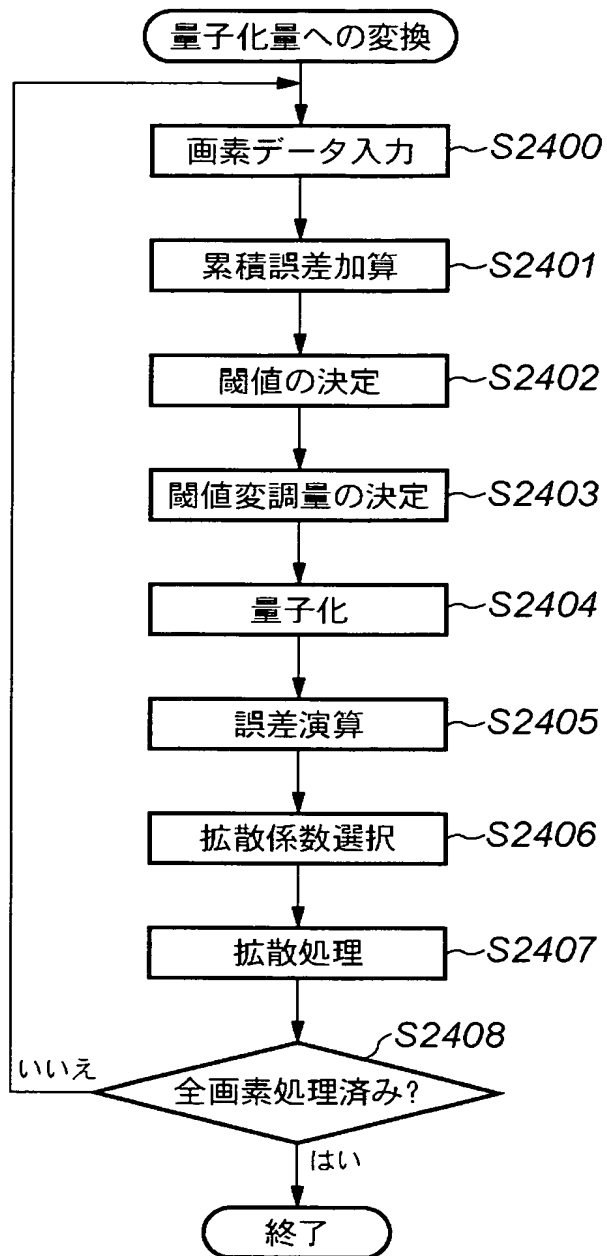 量子化量への変換
画素データ入力 S2400
累積誤差加算 S2401
閾値の決定 S2402
閾値変調量の決定 S2403
量子化 S2404
誤差演算 S2405
拡散係数選択 S2406
拡散処理 S2407
S2408
いいえ
全画素処理済み?
はい
終了